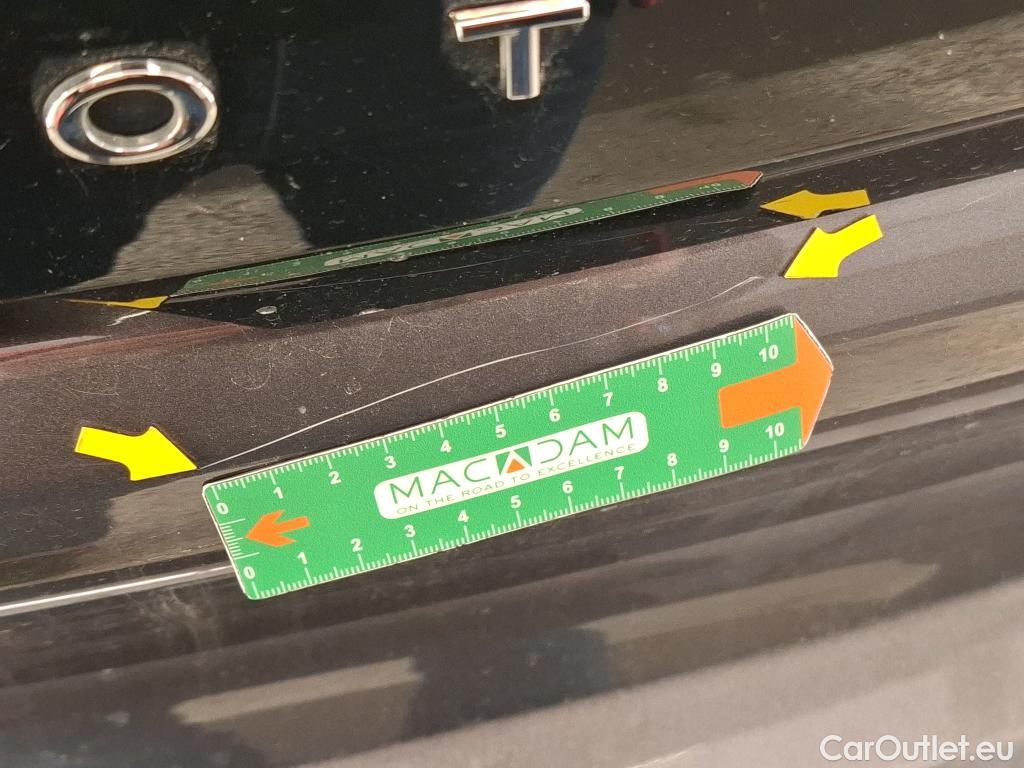 O T
0 1 2 3 4 5 6 7 8 9 10
MACADAM
ON THE ROAD TO EXCELLENCE
0 1 2 3 4 5 6 7 8 9 10
CarOutlet.eu